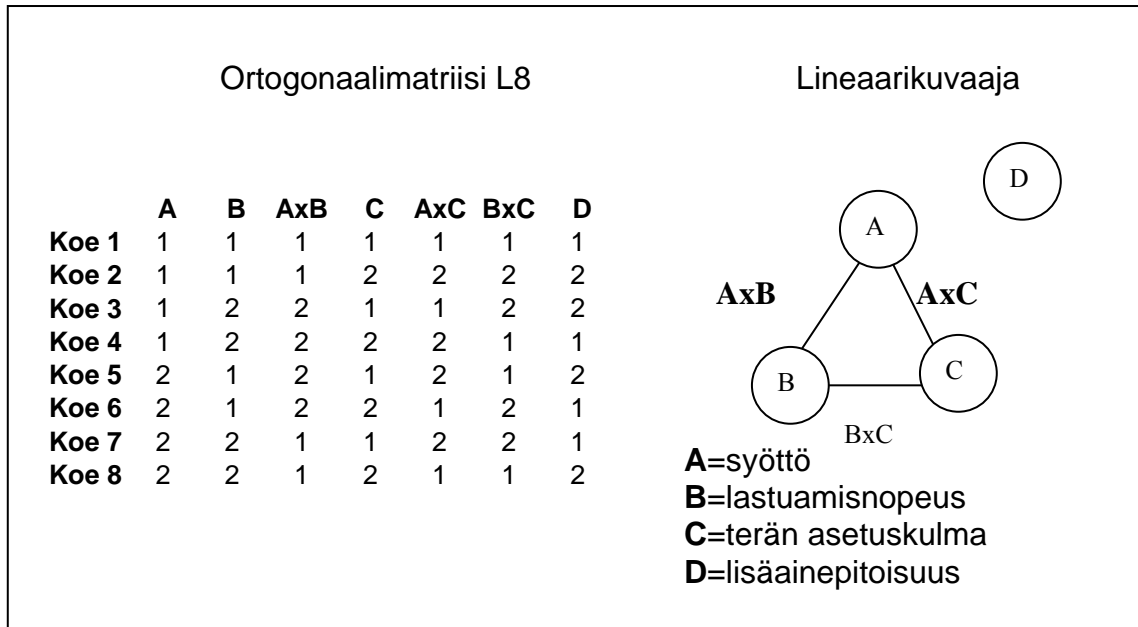 Ortogonaalimatriisi L8
A B AxB C AxC BxC D
Koe 1 1 1 1 1 1 1 1
Koe 2 1 1 1 2 2 2 2
Koe 3 1 2 2 1 1 2 2
Koe 4 1 2 2 2 2 1 1
Koe 5 2 1 2 1 2 1 2
Koe 6 2 1 2 2 1 2 1
Koe 7 2 2 1 1 2 2 1
Koe 8 2 2 1 2 1 1 2
Lineaarikuvaaja
D
A
AxB AxC
B C
BxC
A=syöttö
B=lastuamisnopeus
C=terän asetuskulma
D=lisäainepitoisuus